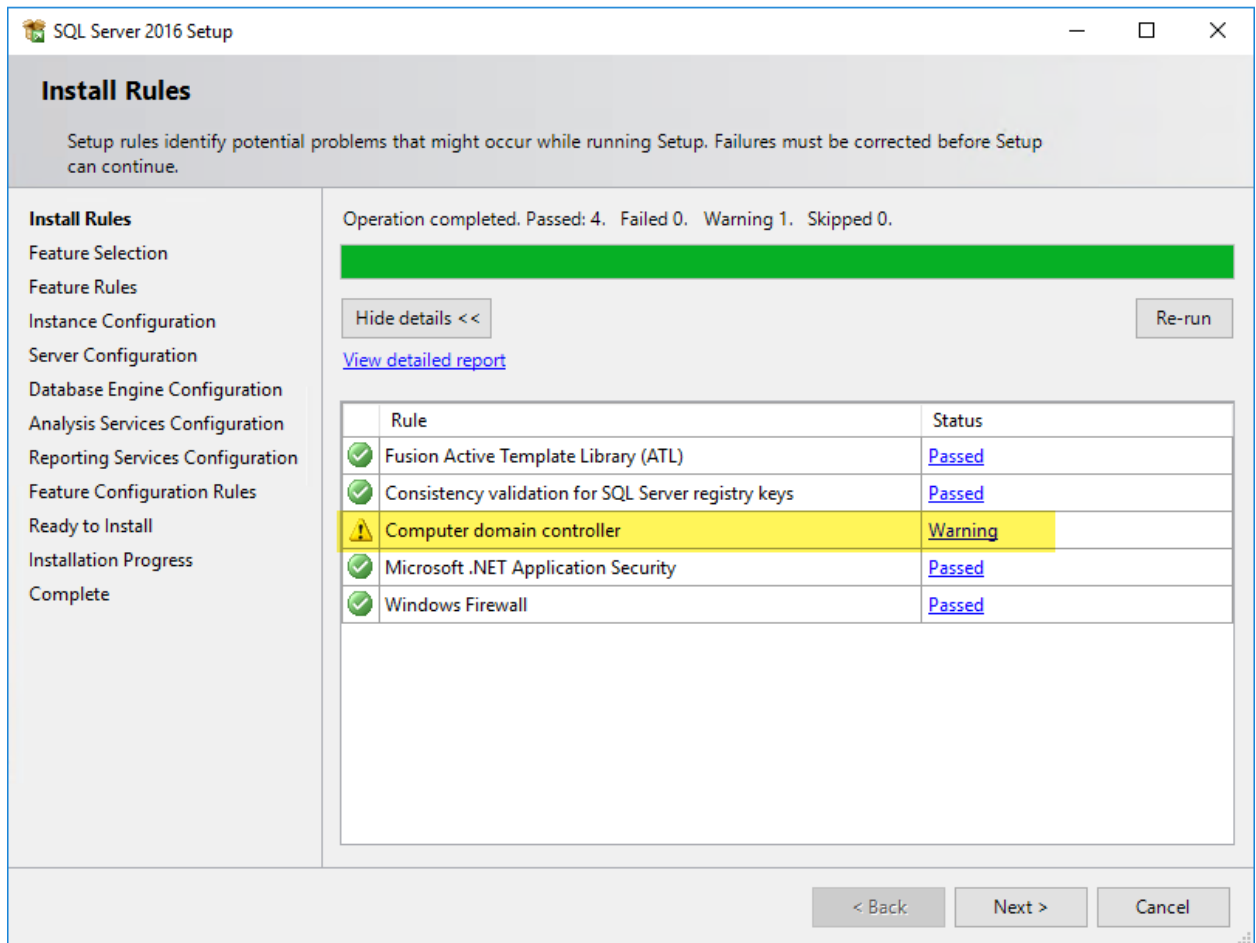 SQL Server 2016 Setup
Install Rules
Setup rules identify potential problems that might occur while running Setup. Failures must be corrected before Setup
can continue.
Install Rules
Feature Selection
Feature Rules
Instance Configuration
Server Configuration
Database Engine Configuration
Analysis Services Configuration
Reporting Services Configuration
Feature Configuration Rules
Ready to Install
Installation Progress
Complete
Operation completed. Passed: 4. Failed 0. Warning 1. Skipped 0.
Hide details <<
Re-run
View detailed report
Rule Status
Fusion Active Template Library (ATL) Passed
Consistency validation for SQL Server registry keys Passed
Computer domain controller Warning
Microsoft .NET Application Security Passed
Windows Firewall Passed
< Back Next > Cancel